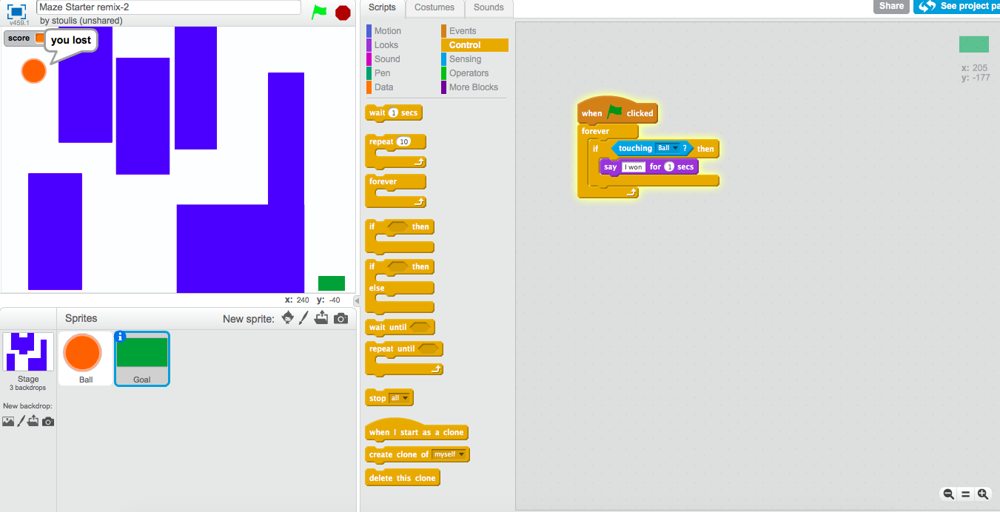 Maze Starter remix-2
by stoulis (unshared)
v459.1
score
you lost
x: 240 y: -40
Sprites
New sprite:
Stage
3 backdrops
New backdrop:
Ball
Goal
Scripts
Costumes
Sounds
Share
See project pa
Motion
Events
Looks
Control
Sound
Sensing
Pen
Operators
Data
More Blocks
wait 1 secs
repeat 10
forever
if then
if then
else
wait until
repeat until
stop all
when I start as a clone
create clone of myself
delete this clone
when clicked
forever
if touching Ball ? then
say I won for 1 secs
x: 205
y: -177